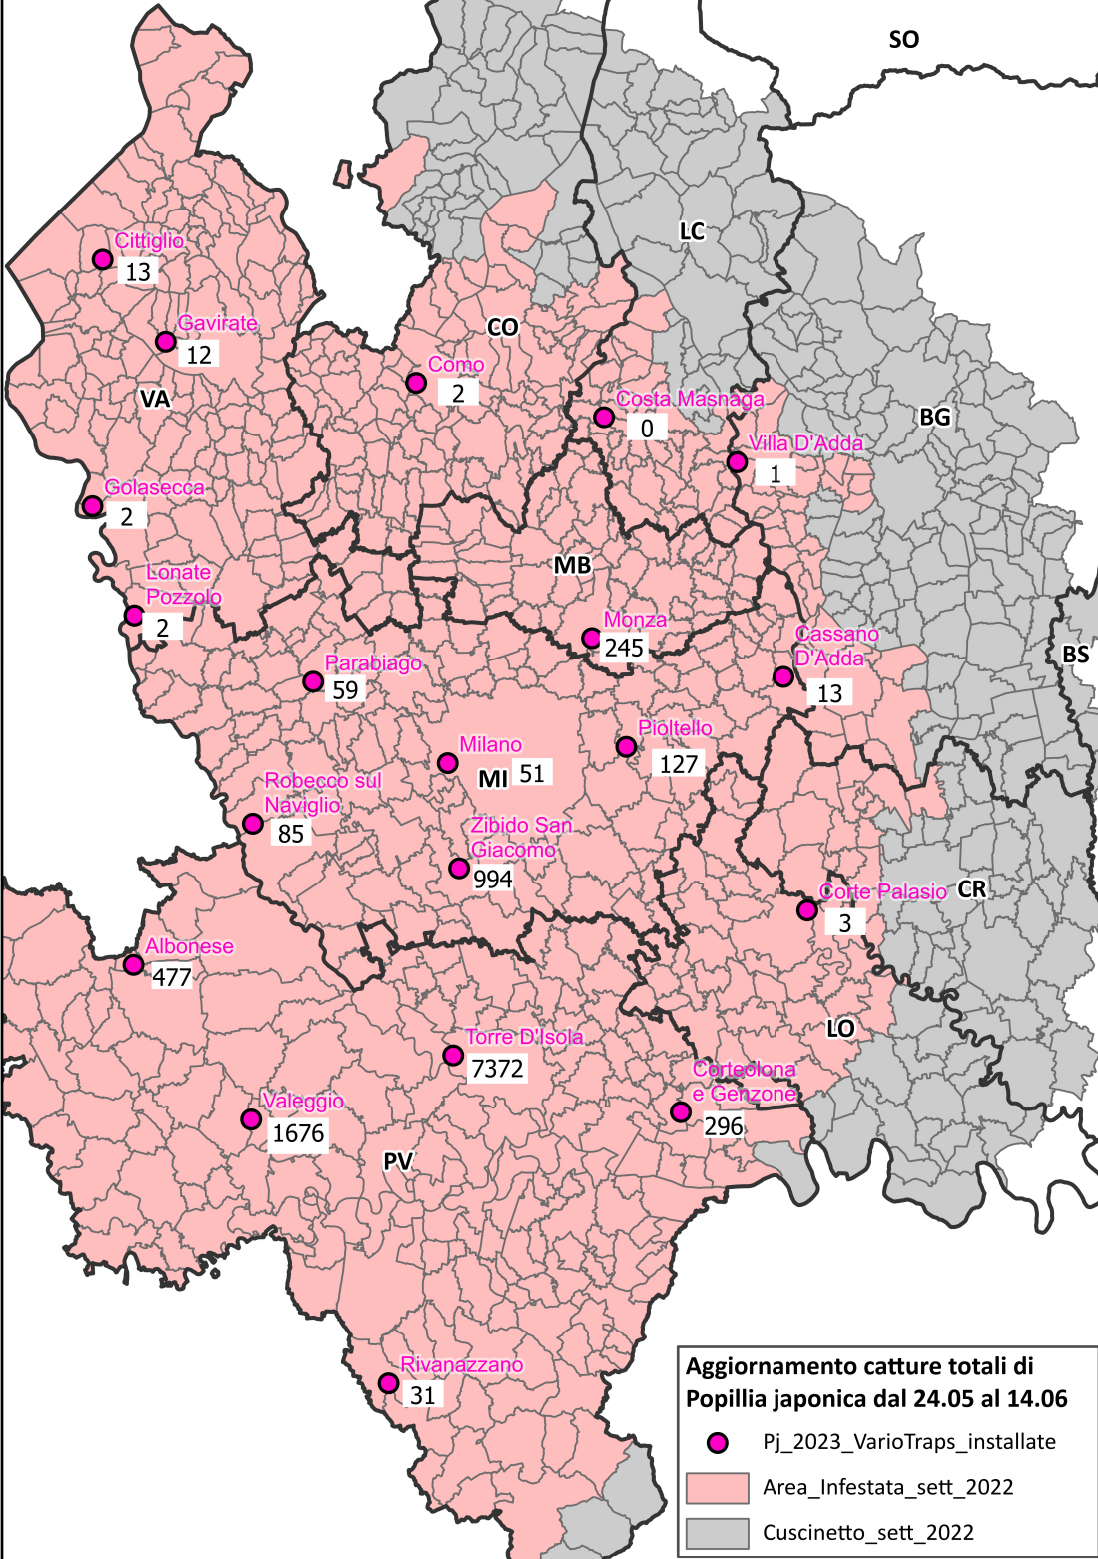 SO
LC
Cittiglio
13
Gavirate
12
CO
Como
2
VA
Costa Masnaga
0
BG
Villa D'Adda
1
Golasecca
2
MB
Lonate
Pozzolo
2
Monza
245
Cassano
D'Adda
13
BS
Parabiago
59
Pioltello
127
Milano
51
MI
Robecco sul
Naviglio
85
Zibido San
Giacomo
994
Corte Palasio
3
CR
Albonese
477
LO
Torre D'Isola
7372
Corteolona
e Genzone
296
Valeggio
1676
PV
Rivanazzano
31
Aggiornamento catture totali di
Popillia japonica dal 24.05 al 14.06
Pj_2023_VarioTraps_installate
Area_Infestata_sett_2022
Cuscinetto_sett_2022